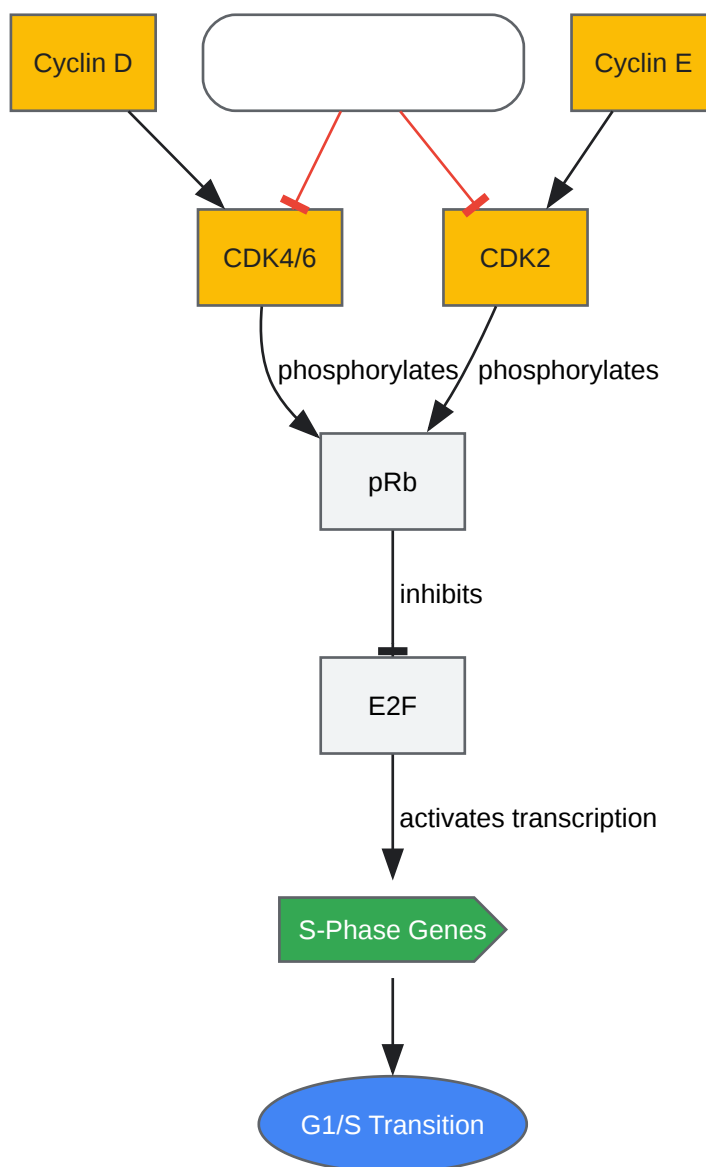 Cyclin D
Cyclin E
CDK4/6
CDK2
phosphorylates
phosphorylates
pRb
inhibits
E2F
activates transcription
S-Phase Genes
G1/S Transition